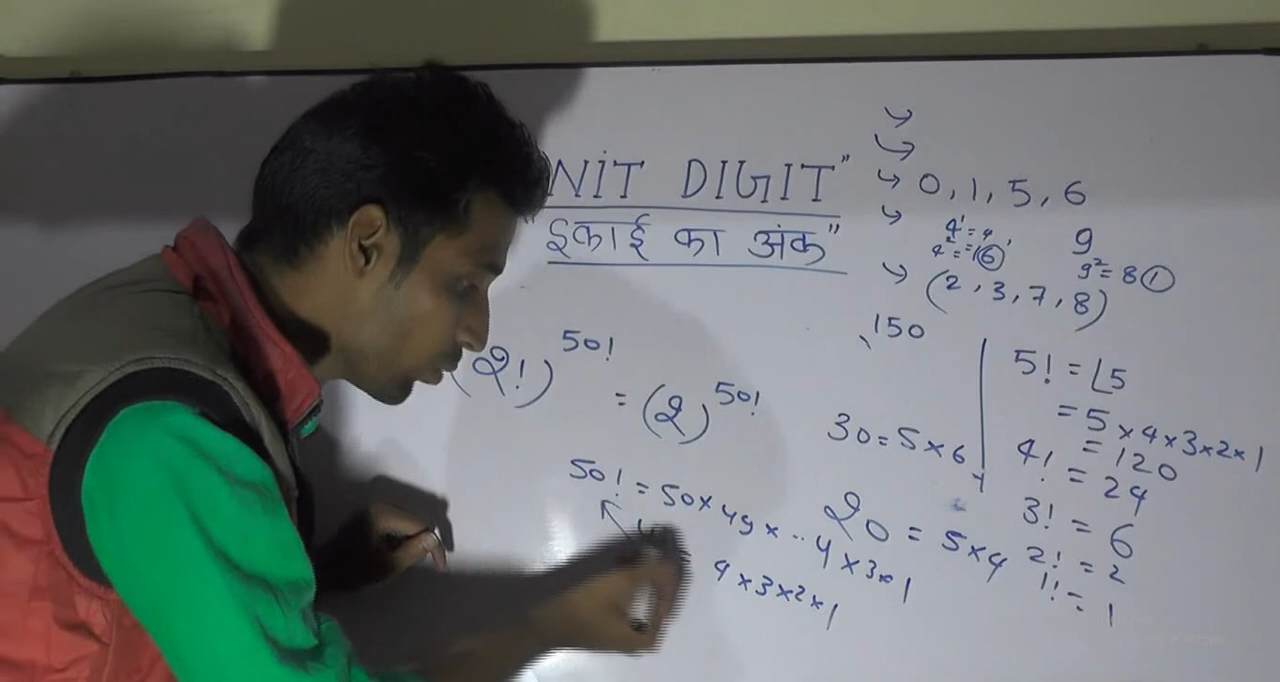 NIT DIGIT"
"इकाई का अंक"
0, 1, 5, 6
4¹ = 4
4² = 16
9
9² = 81
(2, 3, 7, 8)
(2!)^50! = (2)^50!
150
30 = 5 × 6
20 = 5 × 4
50! = 50 × 49 × .. 4 × 3 × 1
4 × 3 × 2 × 1
5! = ⌊5
= 5 × 4 × 3 × 2 × 1
= 120
4! = 24
3! = 6
2! = 2
1! = 1